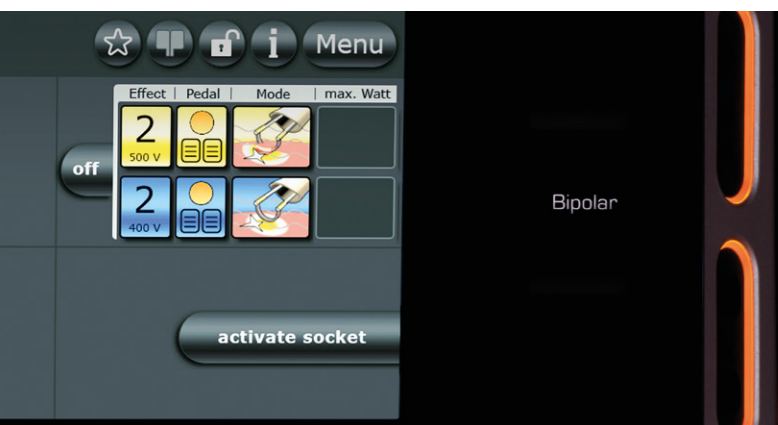 Menu
Effect | Pedal | Mode | max. Watt
2
500 V
off
2
400 V
Bipolar
activate socket